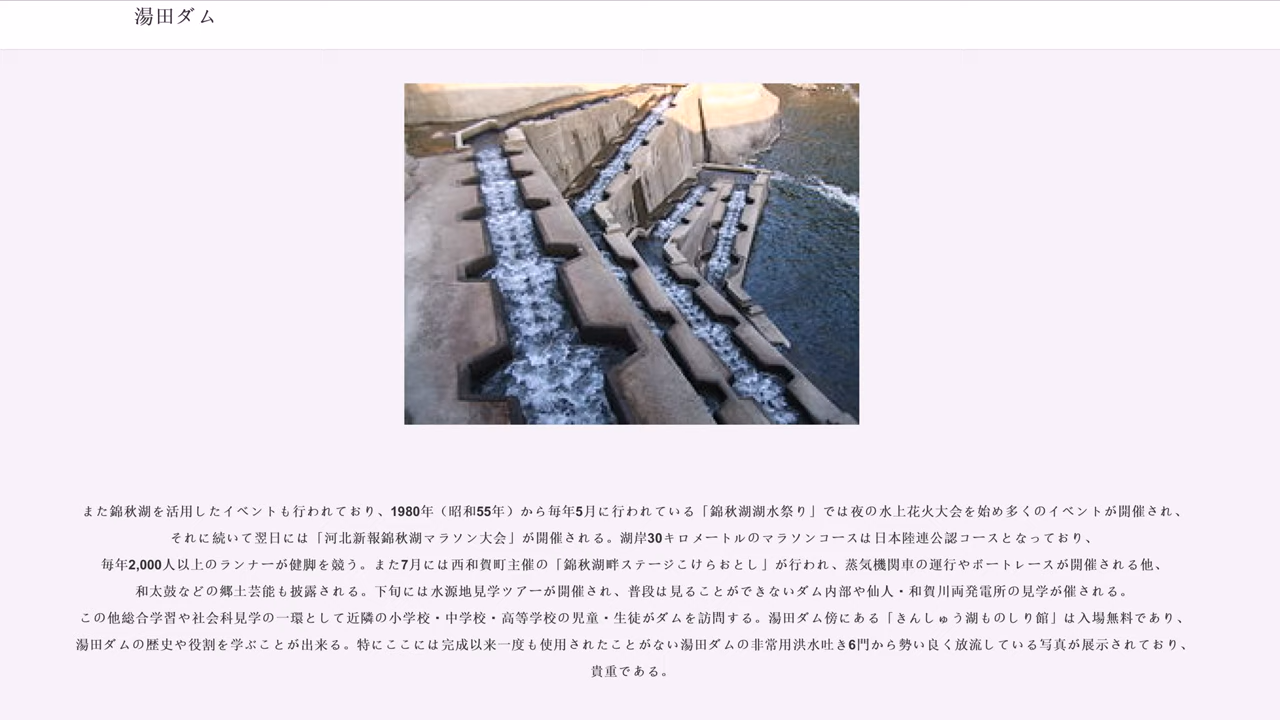 湯田ダム
また錦秋湖を活用したイベントも行われており、1980年（昭和55年）から毎年5月に行われている「錦秋湖湖水祭り」では夜の水上花火大会を始め多くのイベントが開催され、
それに続いて翌日には「河北新報錦秋湖マラソン大会」が開催される。湖岸30キロメートルのマラソンコースは日本陸連公認コースとなっており、
毎年2,000人以上のランナーが健脚を競う。また7月には西和賀町主催の「錦秋湖畔ステージこけらおとし」が行われ、蒸気機関車の運行やボートレースが開催される他、
和太鼓などの郷土芸能も披露される。下旬には水源地見学ツアーが開催され、普段は見ることができないダム内部や仙人・和賀川両発電所の見学が催される。
この他総合学習や社会科見学の一環として近隣の小学校・中学校・高等学校の児童・生徒がダムを訪問する。湯田ダム傍にある「きんしゅう湖ものしり館」は入場無料であり、
湯田ダムの歴史や役割を学ぶことが出来る。特にここには完成以来一度も使用されたことがない湯田ダムの非常用洪水吐き6門から勢い良く放流している写真が展示されており、
貴重である。